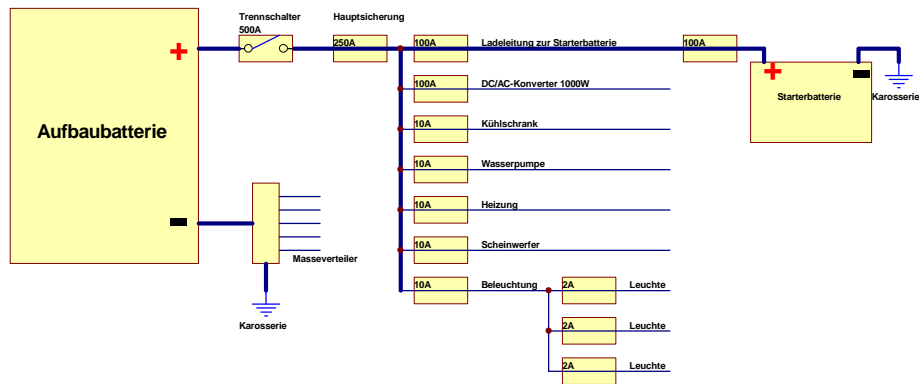 Trennschalter
500A
Hauptsicherung
250A
100A
Ladeleitung zur Starterbatterie
100A
+
+
Aufbaubatterie
Starterbatterie
Karosserie
100A
DC/AC-Konverter 1000W
10A
Kühlschrank
10A
Wasserpumpe
10A
Heizung
10A
Scheinwerfer
Masseverteiler
Karosserie
10A
Beleuchtung
2A
Leuchte
2A
Leuchte
2A
Leuchte